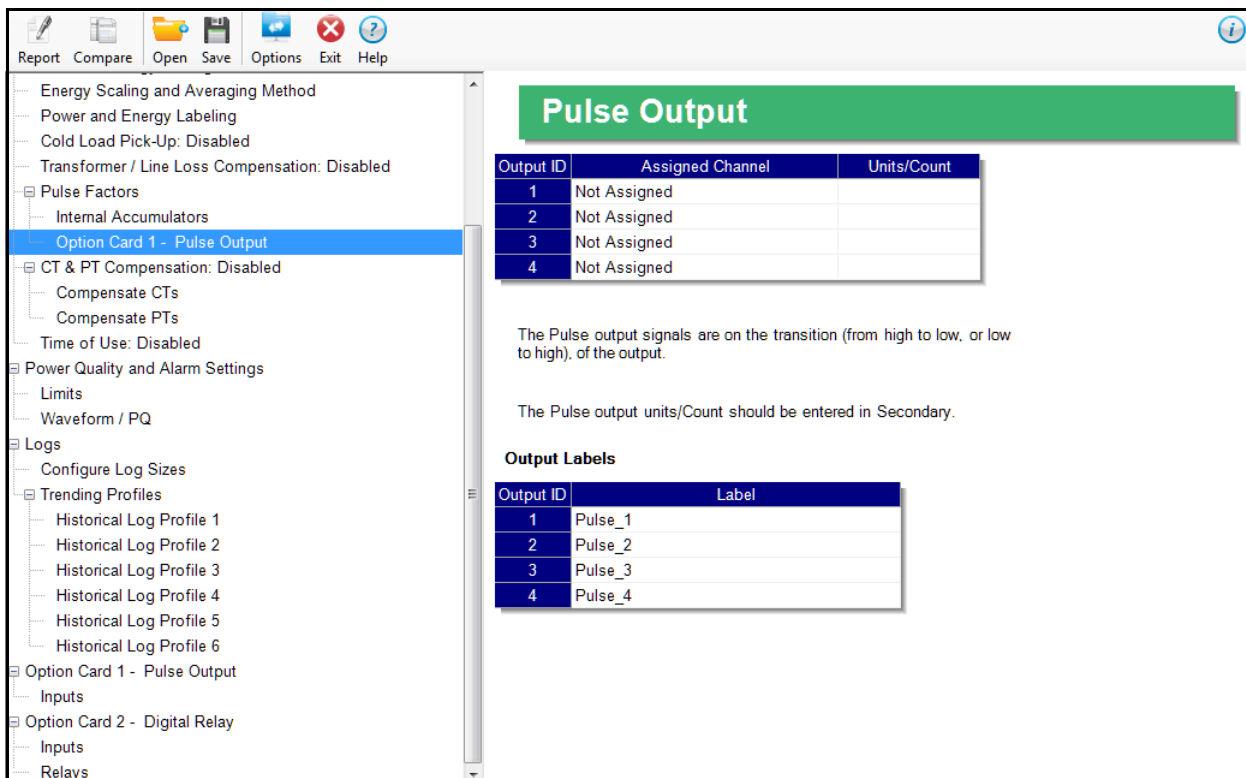 Report Compare Open Save Options Exit Help
Energy Scaling and Averaging Method
Power and Energy Labeling
Cold Load Pick-Up: Disabled
Transformer / Line Loss Compensation: Disabled
Pulse Factors
Internal Accumulators
Option Card 1 - Pulse Output
CT & PT Compensation: Disabled
Compensate CTs
Compensate PTs
Time of Use: Disabled
Power Quality and Alarm Settings
Limits
Waveform / PQ
Logs
Configure Log Sizes
Trending Profiles
Historical Log Profile 1
Historical Log Profile 2
Historical Log Profile 3
Historical Log Profile 4
Historical Log Profile 5
Historical Log Profile 6
Option Card 1 - Pulse Output
Inputs
Option Card 2 - Digital Relay
Inputs
Relays
Pulse Output
Output ID Assigned Channel Units/Count
1 Not Assigned
2 Not Assigned
3 Not Assigned
4 Not Assigned
The Pulse output signals are on the transition (from high to low, or low
to high), of the output.
The Pulse output units/Count should be entered in Secondary.
Output Labels
Output ID Label
1 Pulse_1
2 Pulse_2
3 Pulse_3
4 Pulse_4